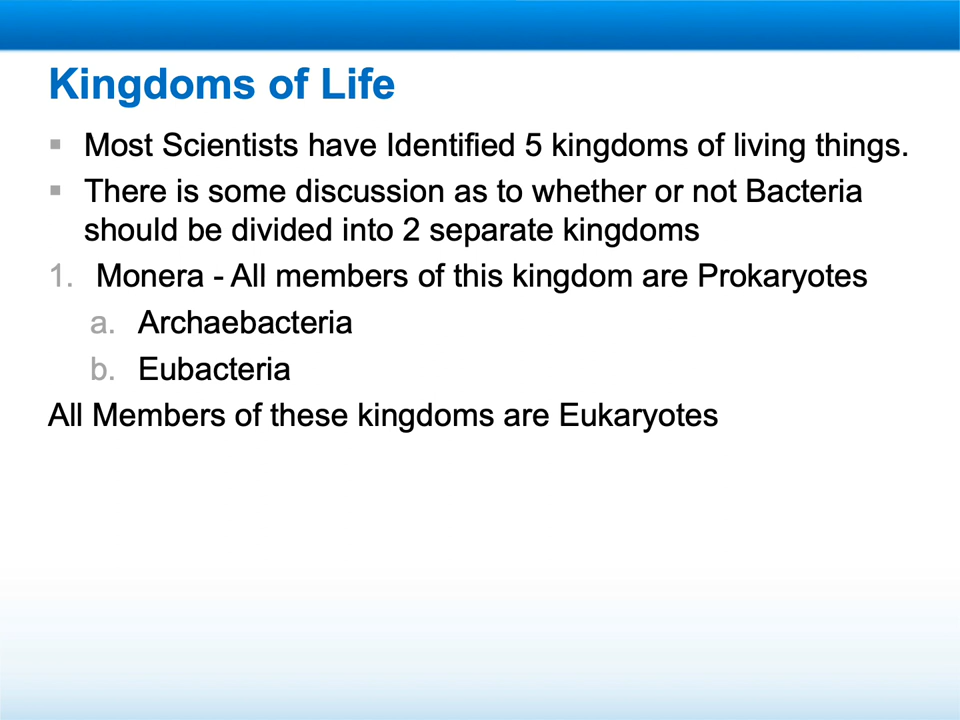 Kingdoms of Life
▪ Most Scientists have Identified 5 kingdoms of living things.
▪ There is some discussion as to whether or not Bacteria
should be divided into 2 separate kingdoms
1. Monera - All members of this kingdom are Prokaryotes
a. Archaebacteria
b. Eubacteria
All Members of these kingdoms are Eukaryotes